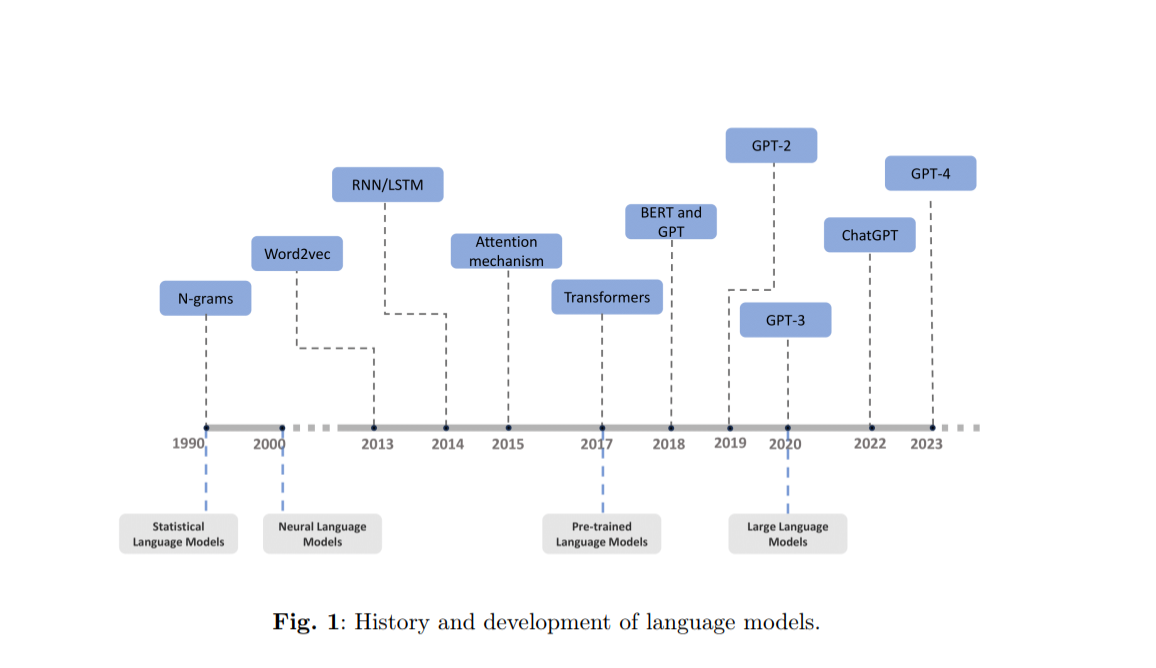 GPT-2
GPT-4
RNN/LSTM
BERT and
GPT
ChatGPT
Attention
mechanism
Word2vec
Transformers
N-grams
GPT-3
1990
2000
2013
2014
2015
2017
2018
2019
2020
2022
2023
Statistical
Language Models
Neural Language
Models
Pre-trained
Language Models
Large Language
Models
Fig. 1: History and development of language models.